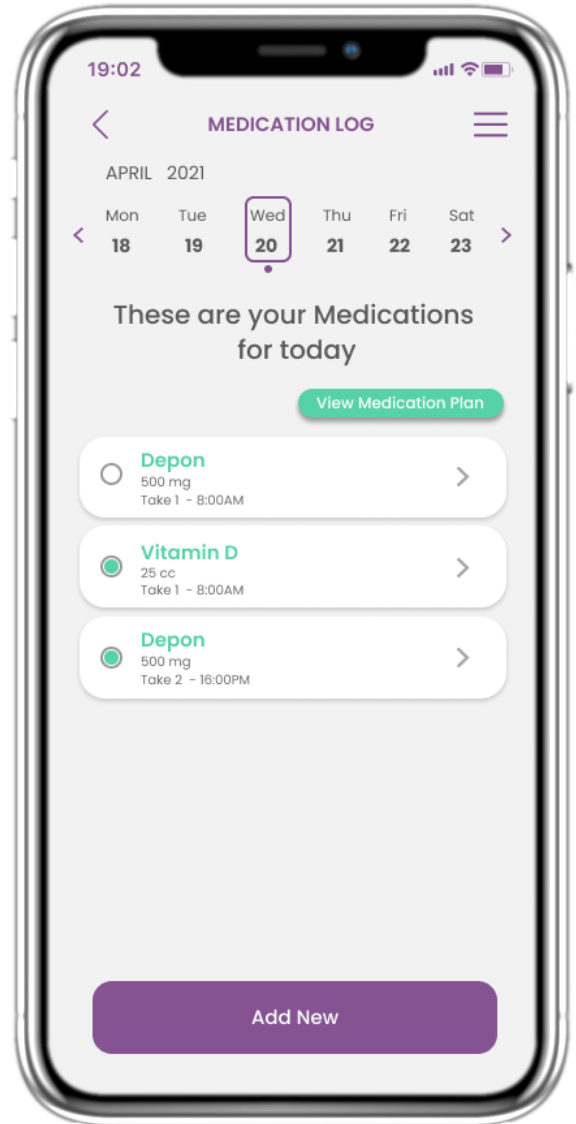 19:02
MEDICATION LOG
APRIL 2021
Mon Tue Wed Thu Fri Sat
18 19 20 21 22 23
These are your Medications
for today
View Medication Plan
Depon
500 mg
Take 1 - 8:00AM
Vitamin D
25 cc
Take 1 - 8:00AM
Depon
500 mg
Take 2 - 16:00PM
Add New